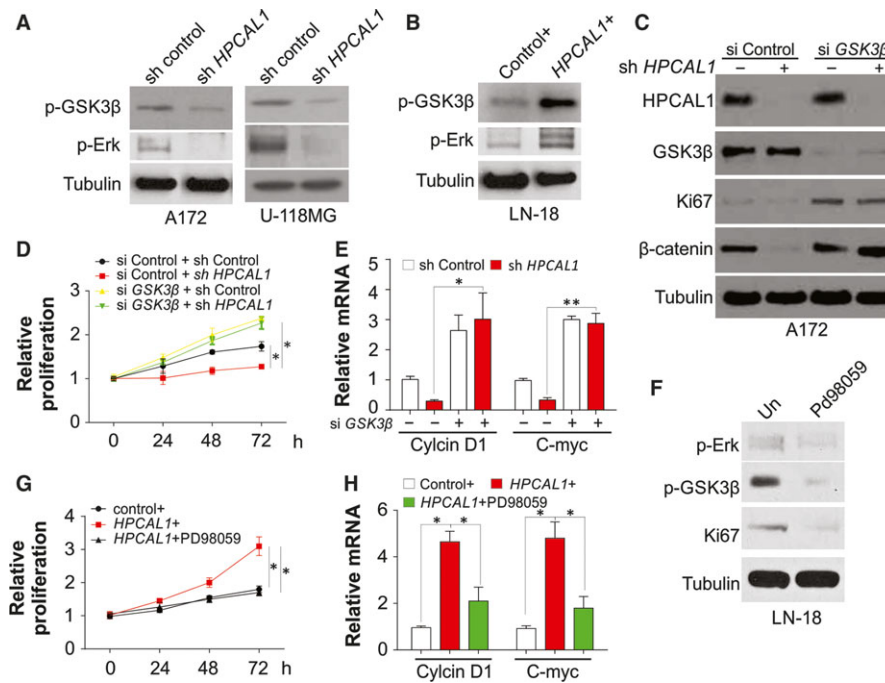 A
sh control
sh HPCAL1
sh control
sh HPCAL1
p-GSK3β
p-Erk
Tubulin
A172
U-118MG
B
Control+
HPCAL1+
p-GSK3β
p-Erk
Tubulin
LN-18
C
si Control
si GSK3β
sh HPCAL1
– + – +
HPCAL1
GSK3β
Ki67
β-catenin
Tubulin
A172
D
si Control + sh Control
si Control + sh HPCAL1
si GSK3β + sh Control
si GSK3β + sh HPCAL1
Relative proliferation
3
2
1
0
* *
0 24 48 72 h
E
sh Control
sh HPCAL1
Relative mRNA
5
4
3
2
1
0
*
**
si GSK3β – – + + – – + +
Cylcin D1
C-myc
F
Un
Pd98059
p-Erk
p-GSK3β
Ki67
Tubulin
LN-18
G
control+
HPCAL1+
HPCAL1+PD98059
Relative proliferation
4
3
2
1
0
* *
0 24 48 72 h
H
Control+
HPCAL1+
HPCAL1+PD98059
Relative mRNA
6
4
2
0
* * * *
Cylcin D1
C-myc